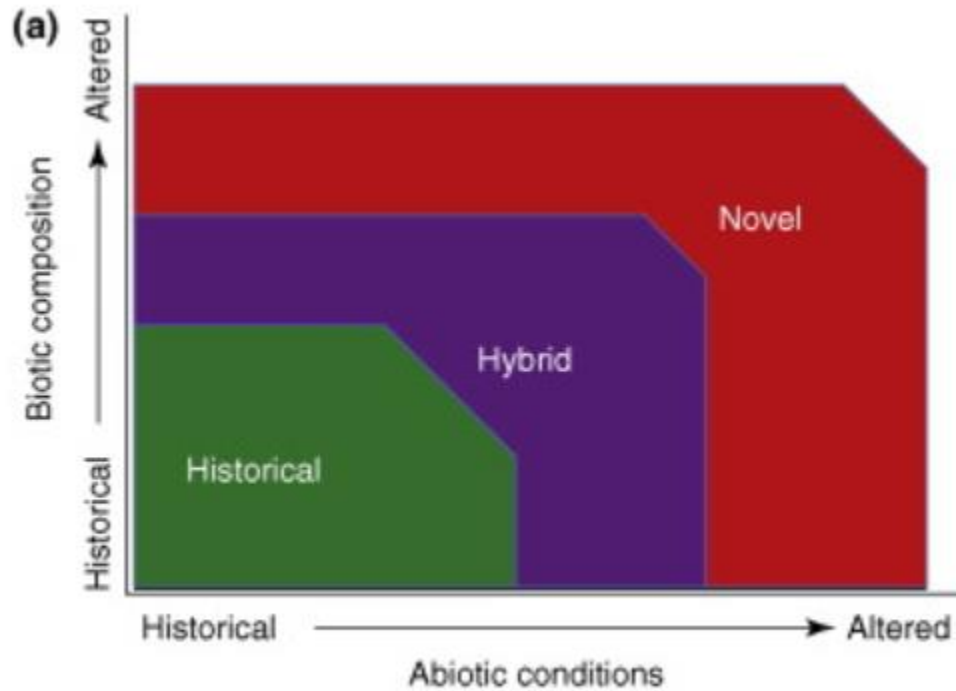 (a)
Altered
Biotic composition
Historical
Novel
Hybrid
Historical
Historical
Altered
Abiotic conditions